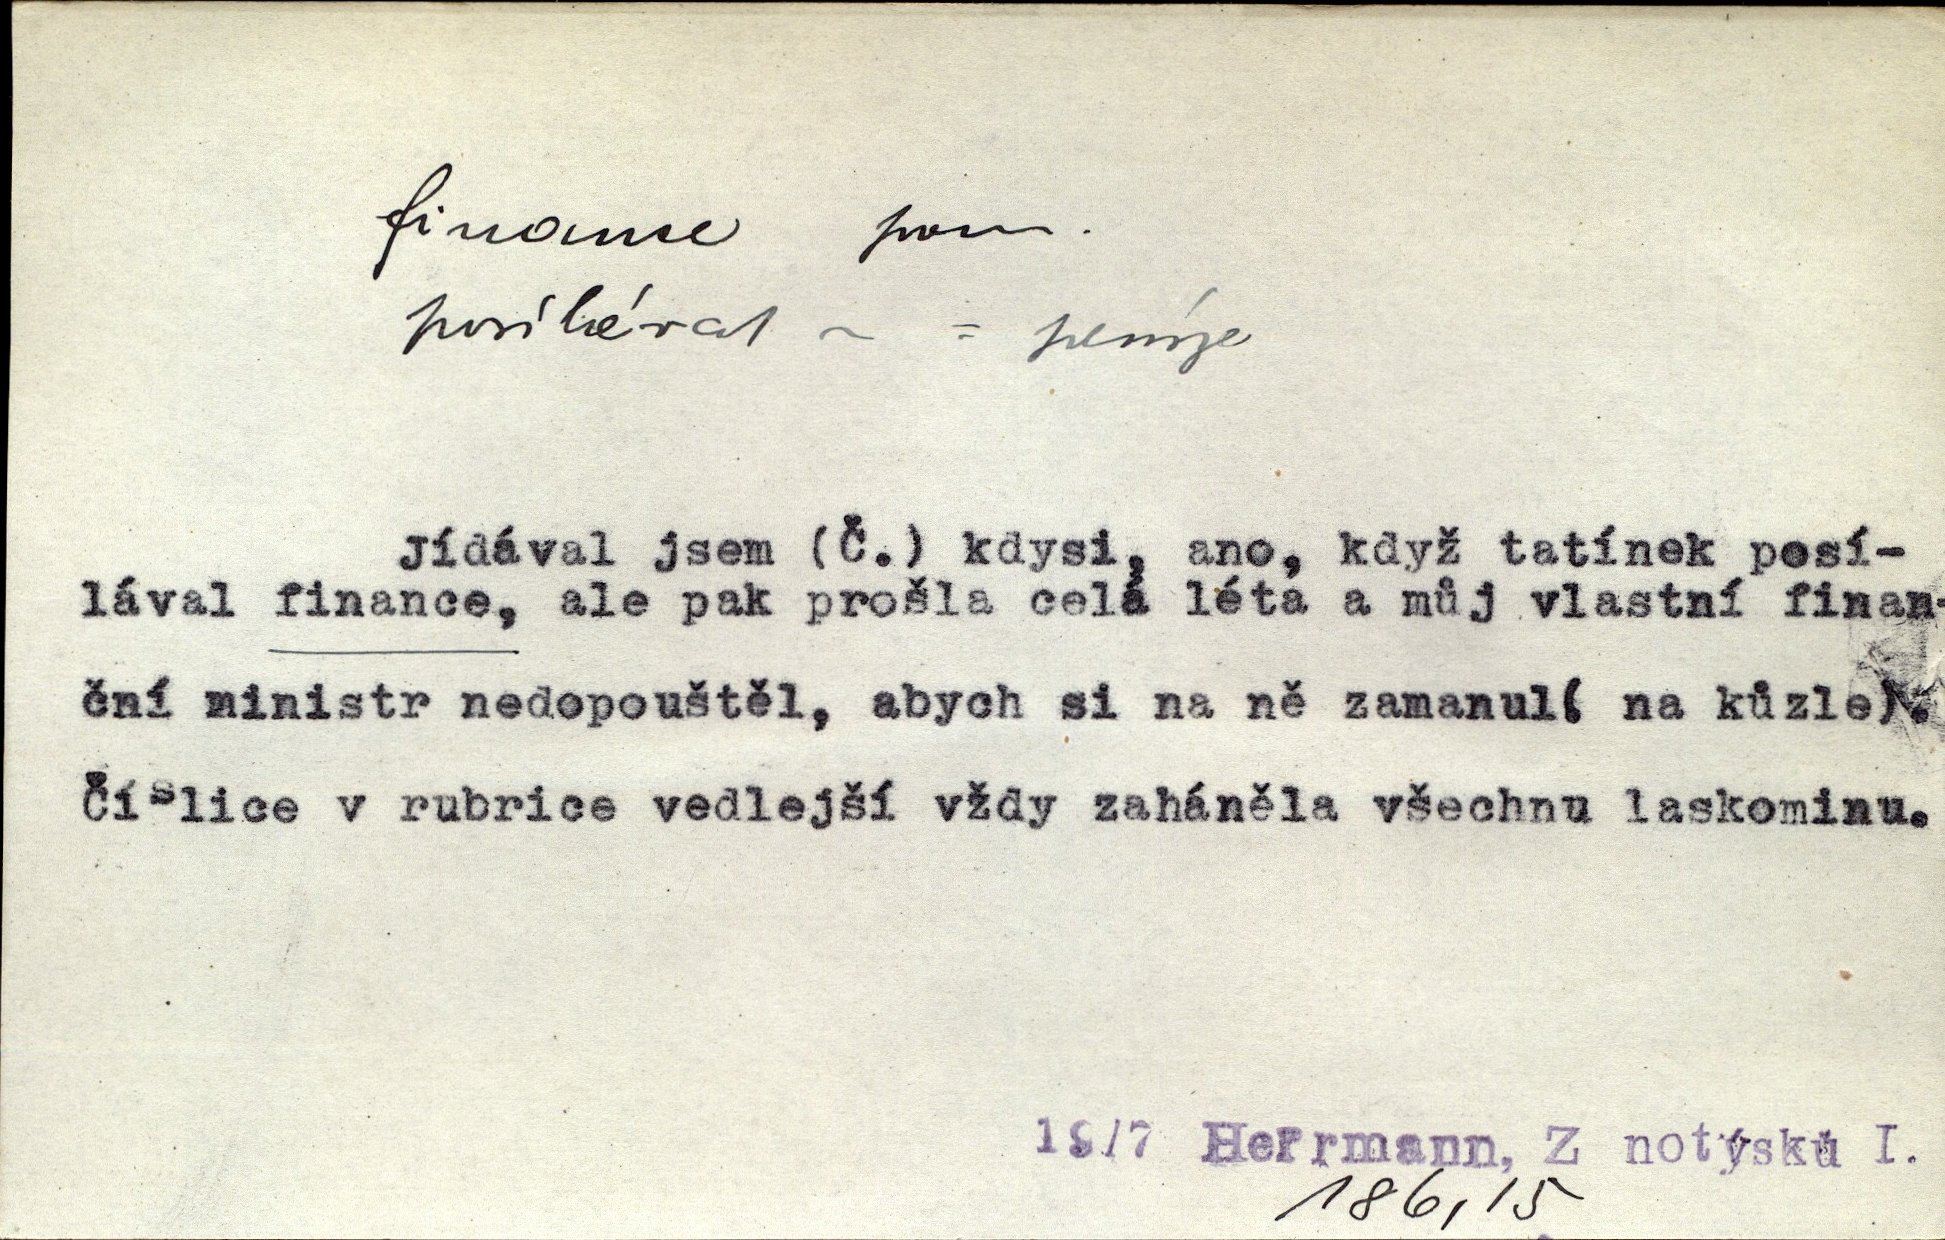 finance pom.
posílávat ~ = peníze
Jídával jsem (Č.) kdysi, ano, když tatínek posí-
lával finance, ale pak prošla celá léta a můj vlastní finan-
ční ministr nedopouštěl, abych si na ně zamanul( na kůzle).
Číslice v rubrice vedlejší vždy zaháněla všechnu laskominu.
Herrmann, Z notýsků I.
186,15